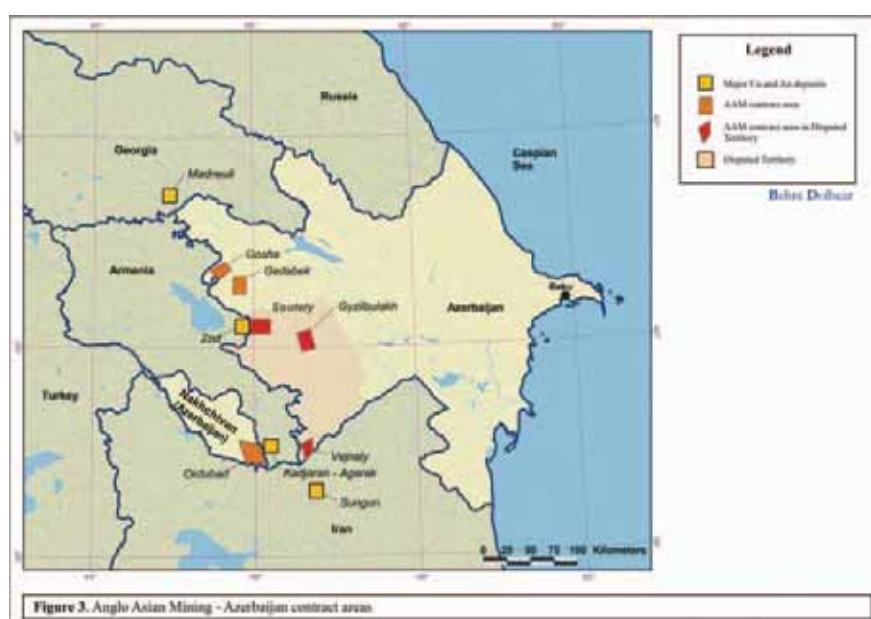 Russia
Georgia
Madneuli
Caspian
Sea
Armenia
Gosha
Gedabek
Soutely
Gyzilbulakh
Azerbaijan
Baku
Zod
Turkey
Nakhchivan
(Azerbaijan)
Ordubad
Vejnaly
Kadjaran - Agarak
Sungun
Iran
0 25 50 75 100 Kilometers
Legend
Major Cu and Au deposits
AAM contract area
AAM contract area in Disputed
Territory
Disputed Territory
Behre Dolbear
Figure 3. Anglo Asian Mining - Azerbaijan contract areas